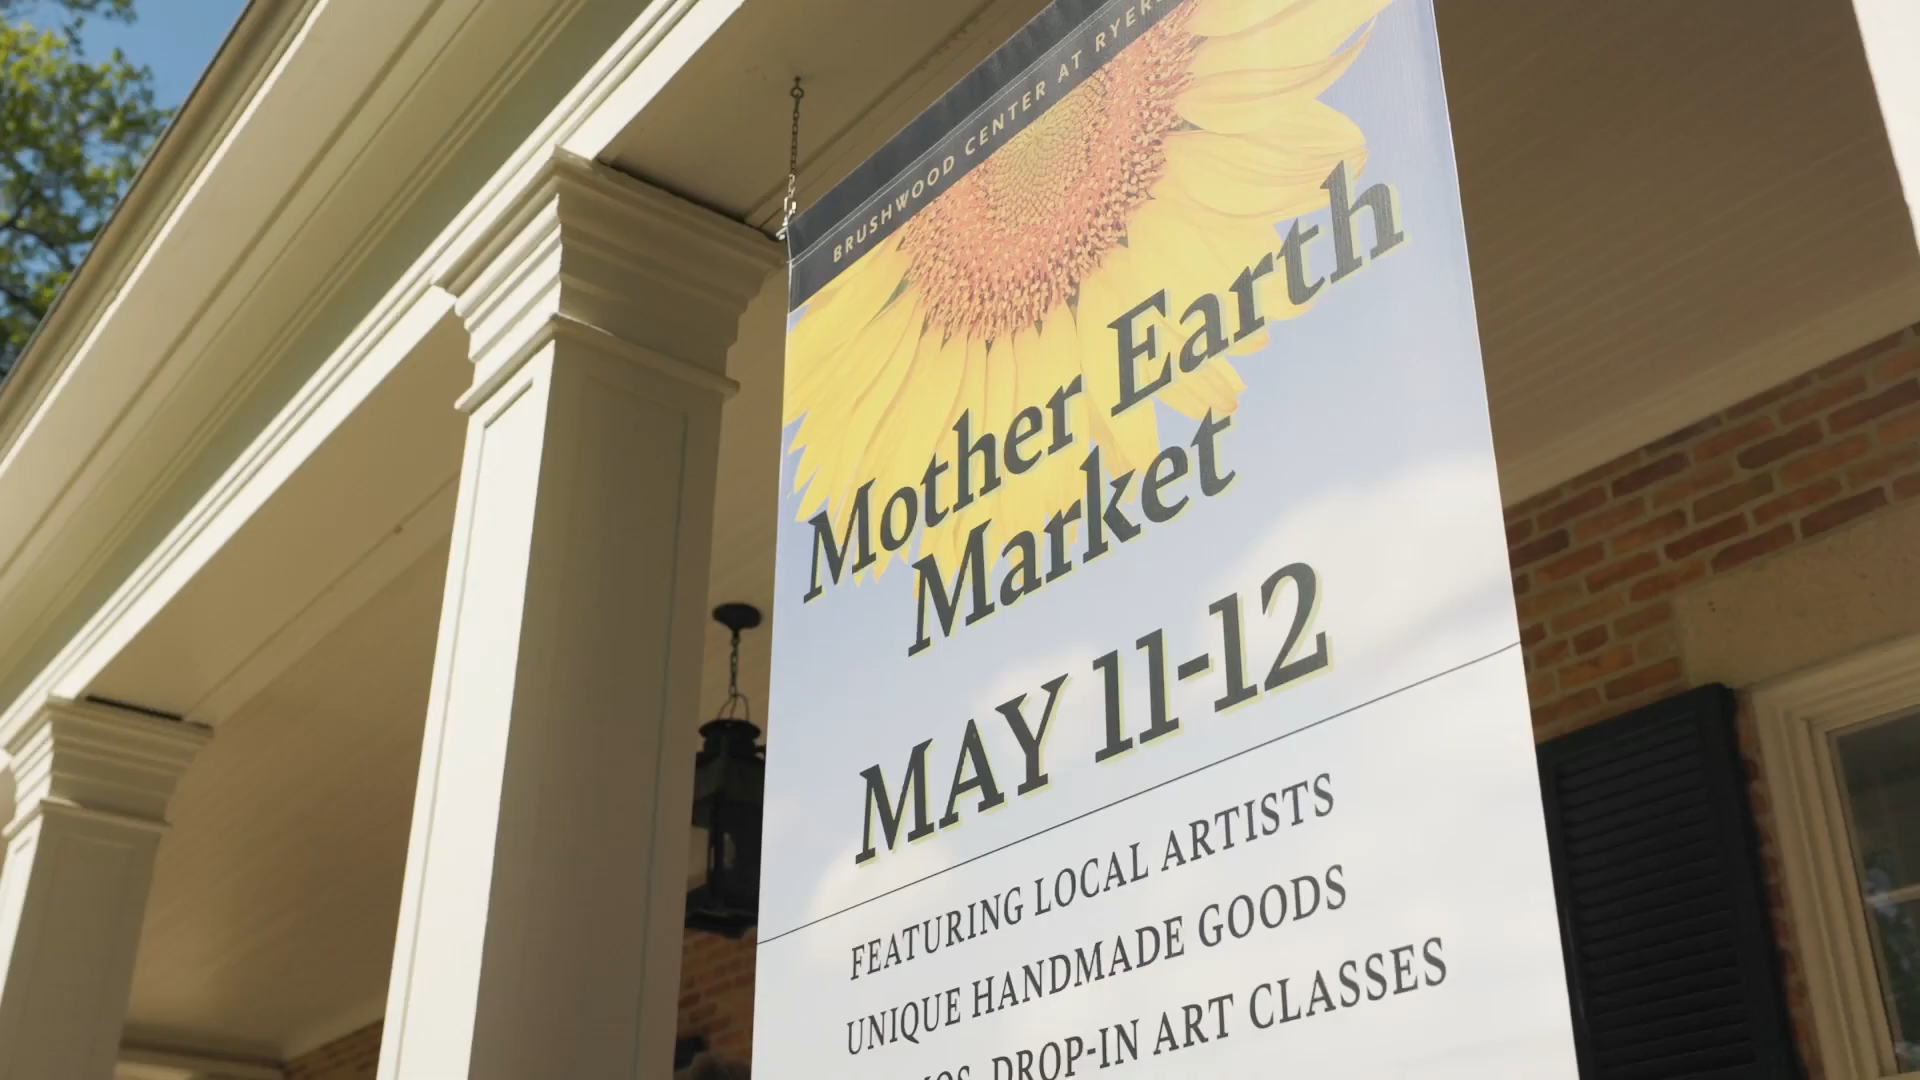 BRUSHWOOD CENTER AT
Mother Earth
Market
MAY 11-12
FEATURING LOCAL ARTISTS
UNIQUE HANDMADE GOODS
DROP-IN ART CLASSES